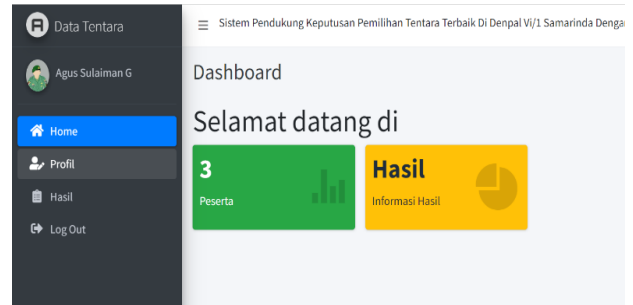 Data Tentara
Agus Sulaiman G
Home
Profil
Hasil
Log Out
Sistem Pendukung Keputusan Pemilihan Tentara Terbaik Di Denpal Vi/1 Samarinda Dengan
Dashboard
Selamat datang di
3
Peserta
Hasil
Informasi Hasil